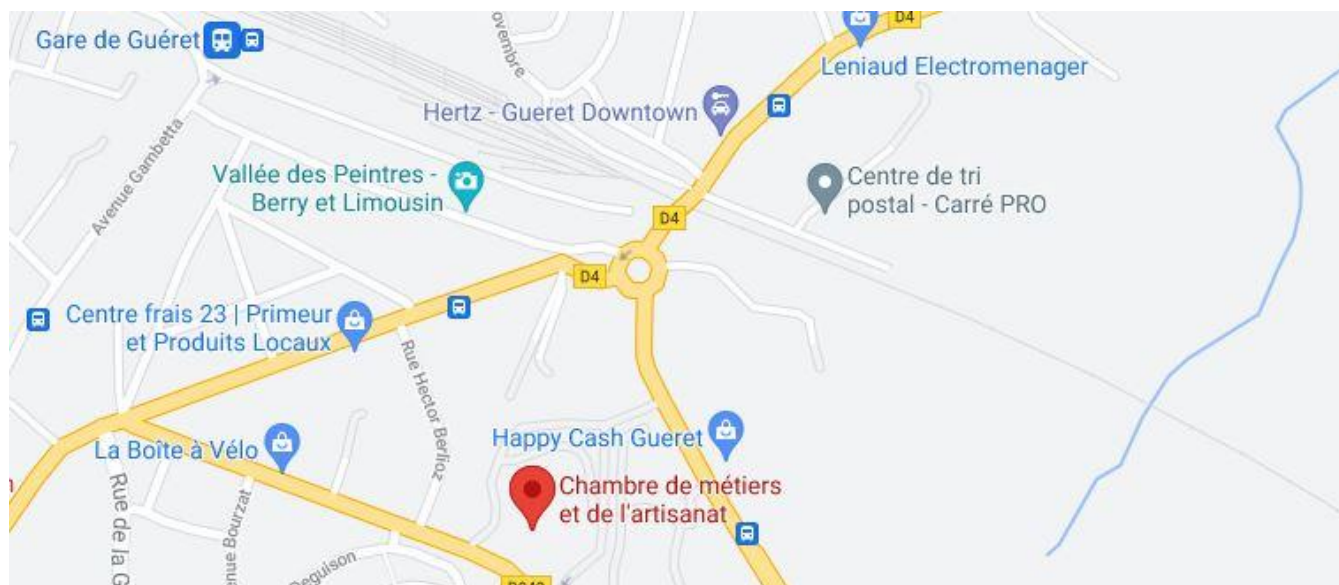 D4
Gare de Guéret
ovembre
Leniaud Electromenager
Hertz - Gueret Downtown
Avenue Gambetta
Vallée des Peintres -
Berry et Limousin
Centre de tri
postal - Carré PRO
D4
D4
Centre frais 23 | Primeur
et Produits Locaux
Rue Hector Berlioz
Happy Cash Gueret
La Boîte à Vélo
Chambre de métiers
et de l'artisanat
Rue de la G
enue Bourzat
Deguison